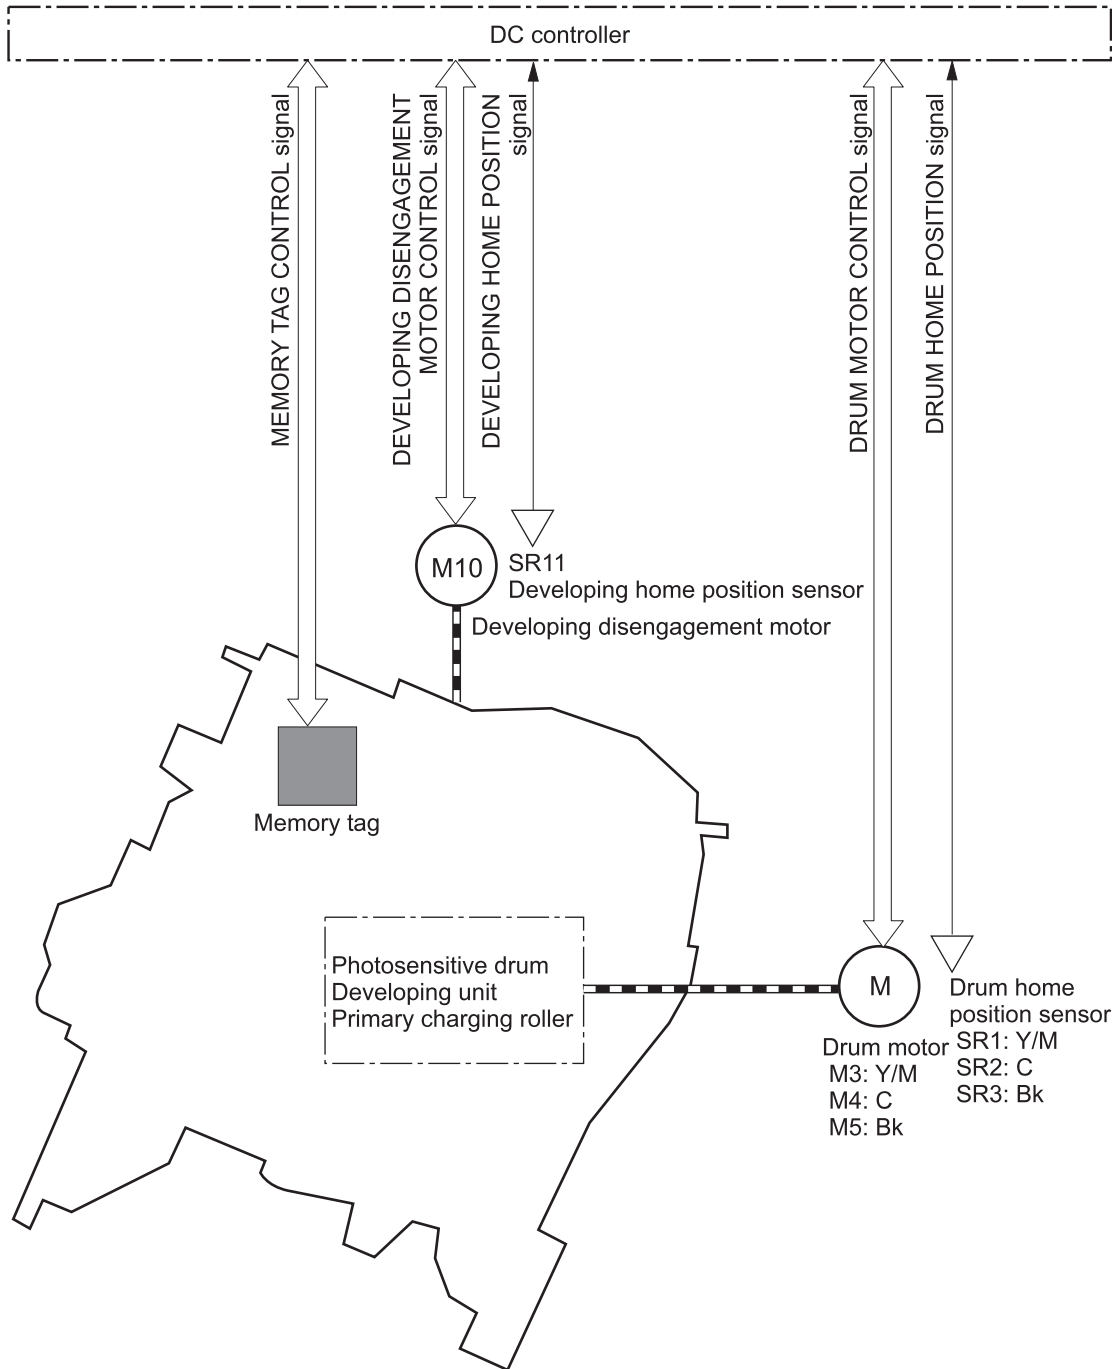 DC controller
MEMORY TAG CONTROL signal
DEVELOPING DISENGAGEMENT
MOTOR CONTROL signal
DEVELOPING HOME POSITION
signal
DRUM MOTOR CONTROL signal
DRUM HOME POSITION signal
M10
SR11
Developing home position sensor
Developing disengagement motor
Memory tag
Photosensitive drum
Developing unit
Primary charging roller
M
Drum motor
M3: Y/M
M4: C
M5: Bk
Drum home
position sensor
SR1: Y/M
SR2: C
SR3: Bk